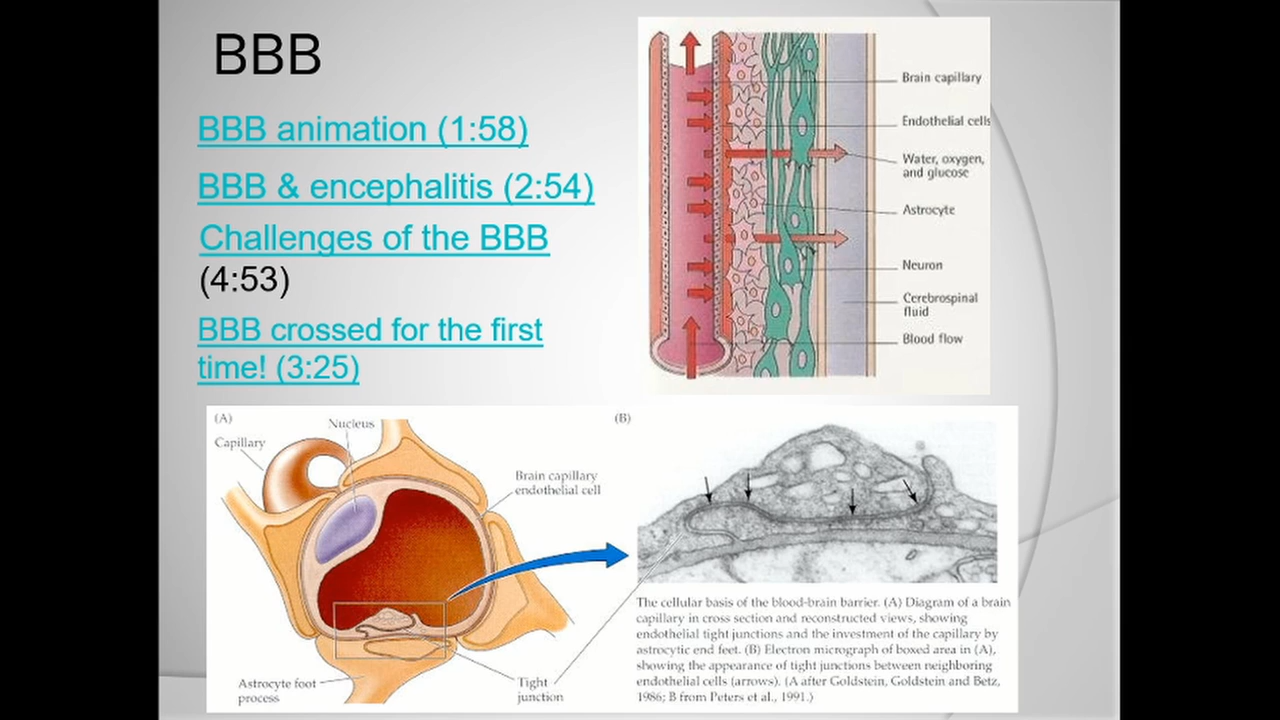 BBB
BBB animation (1:58)
BBB & encephalitis (2:54)
Challenges of the BBB
(4:53)
BBB crossed for the first
time! (3:25)
Brain capillary
Endothelial cells
Water, oxygen,
and glucose
Astrocyte
Neuron
Cerebrospinal
fluid
Blood flow
(A)
Nucleus
Capillary
Brain capillary
endothelial cell
Astrocyte foot
process
Tight
junction
(B)
The cellular basis of the blood-brain barrier. (A) Diagram of a brain
capillary in cross section and reconstructed views, showing
endothelial tight junctions and the investment of the capillary by
astrocytic end feet. (B) Electron micrograph of boxed area in (A),
showing the appearance of tight junctions between neighboring
endothelial cells (arrows). (A after Goldstein, Goldstein and Betz,
1986; B from Peters et al., 1991.)